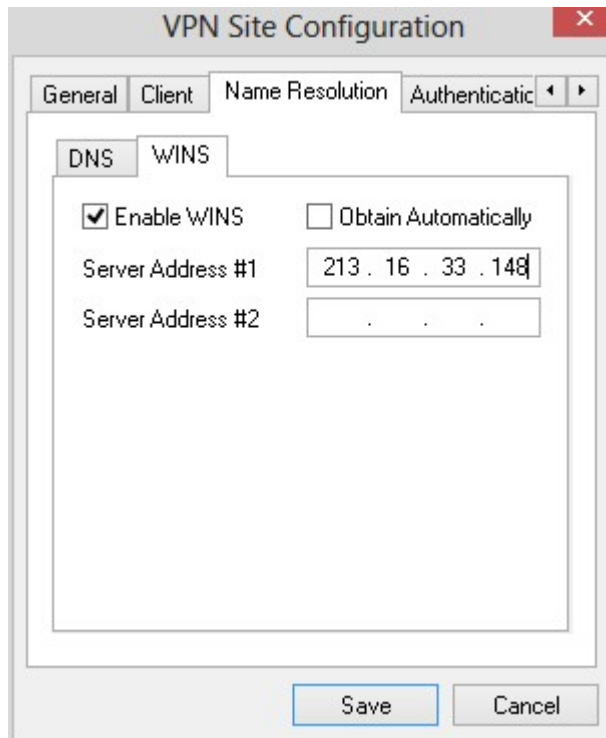 VPN Site Configuration
General Client Name Resolution Authenticatic
DNS WINS
Enable WINS Obtain Automatically
Server Address #1 213 . 16 . 33 . 148
Server Address #2 . . .
Save Cancel